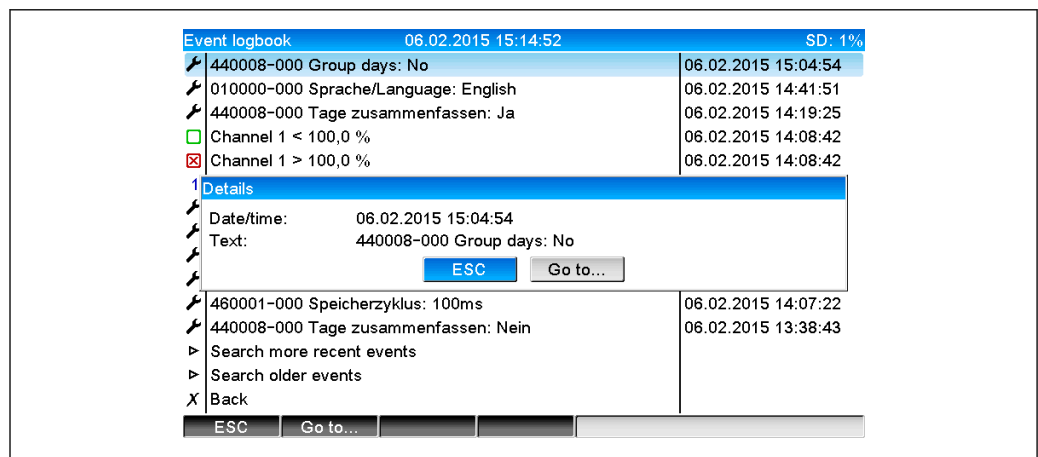 Event logbook 06.02.2015 15:14:52 SD: 1%
440008-000 Group days: No 06.02.2015 15:04:54
010000-000 Sprache/Language: English 06.02.2015 14:41:51
440008-000 Tage zusammenfassen: Ja 06.02.2015 14:19:25
Channel 1 < 100,0 % 06.02.2015 14:08:42
Channel 1 > 100,0 % 06.02.2015 14:08:42
1
Details
Date/time: 06.02.2015 15:04:54
Text: 440008-000 Group days: No
ESC Go to...
460001-000 Speicherzyklus: 100ms 06.02.2015 14:07:22
440008-000 Tage zusammenfassen: Nein 06.02.2015 13:38:43
Search more recent events
Search older events
X Back
ESC Go to...